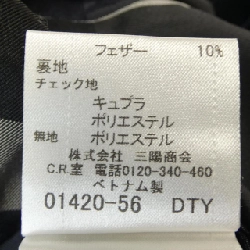 フェザー 10%
裏地
チェック地
キュプラ
ポリエステル
無地 ポリエステル
株式会社 三陽商会
C.R.室 電話0120-340-460
ベトナム製
01420-56 DTY